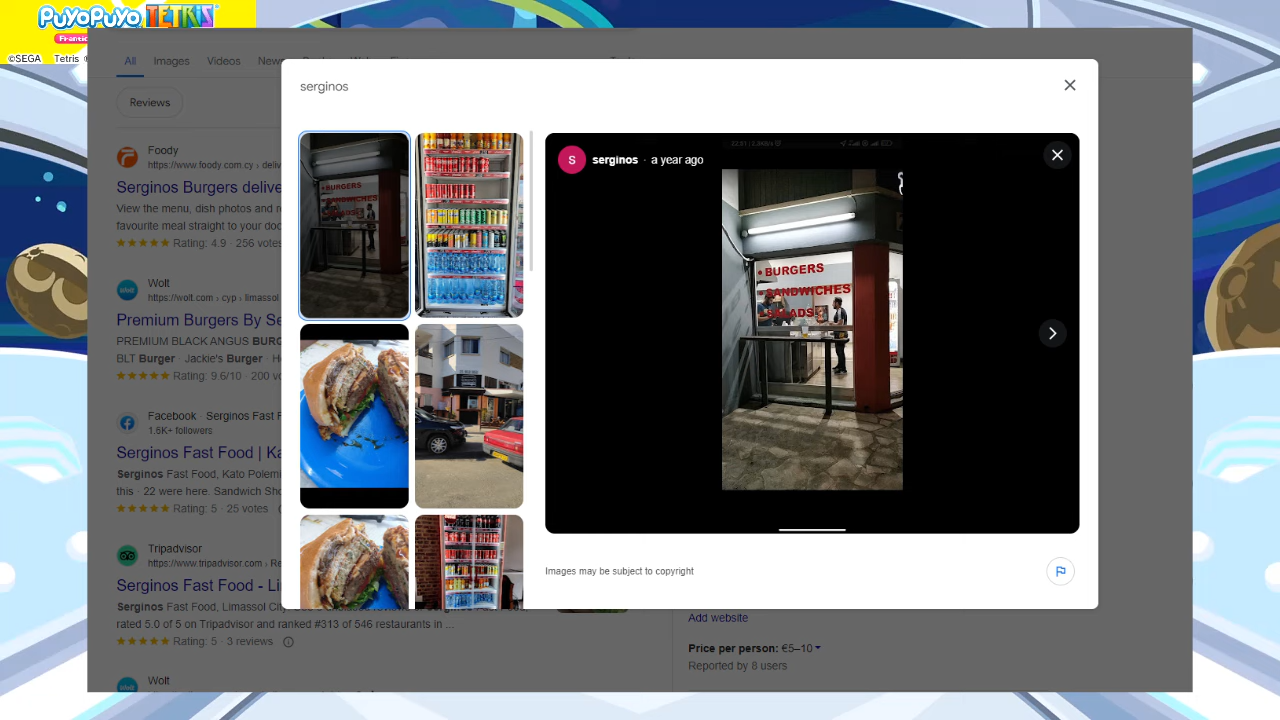 PUYOPUYO TETRIS
©SEGA Tetris
All Images Videos
serginos
Reviews
Foody
https://www.foody.com.cy › deliv
Serginos Burgers delive
View the menu, dish photos and r
favourite meal straight to your doo
Rating: 4.9 · 256 votes
Wolt
https://wolt.com › cyp › limassol
Premium Burgers By Se
PREMIUM BLACK ANGUS BURG
BLT Burger · Jackie's Burger · H
Rating: 9.6/10 · 200 vo
Facebook · Serginos Fast F
1.6K+ followers
Serginos Fast Food | Ka
Serginos Fast Food, Kato Polemi
this · 22 were here. Sandwich Sho
Rating: 5 · 25 votes
Tripadvisor
https://www.tripadvisor.com › Re
Serginos Fast Food - Li
Serginos Fast Food, Limassol City
rated 5.0 of 5 on Tripadvisor and ranked #313 of 546 restaurants in ...
Rating: 5 · 3 reviews
Wolt
BURGERS
SANDWICHES
SALADS
S serginos · a year ago
• BURGERS
• SANDWICHES
• SALADS
Images may be subject to copyright
Add website
Price per person: €5–10
Reported by 8 users